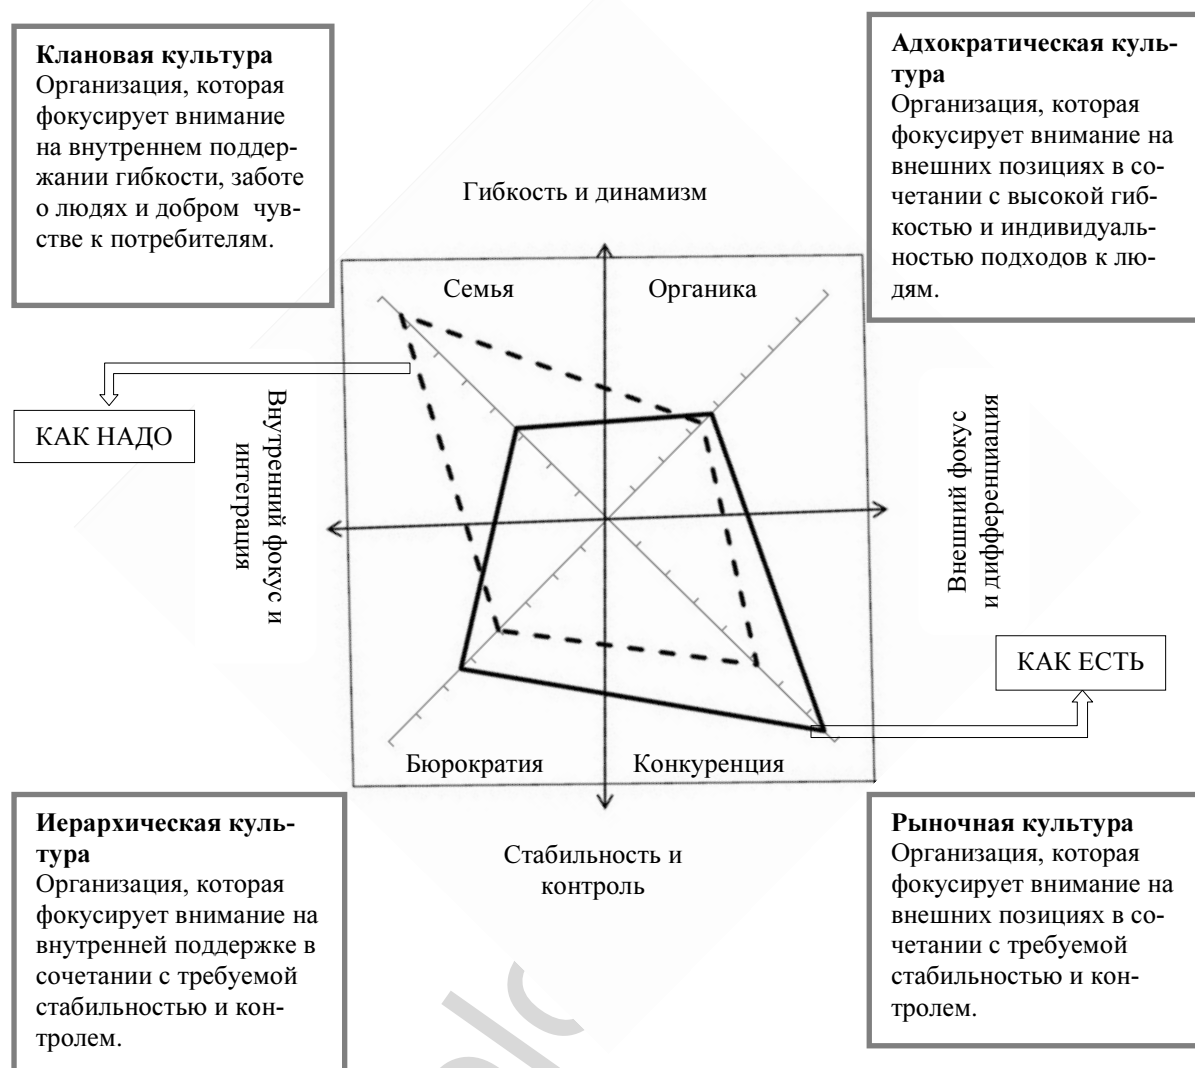 Клановая культура
Организация, которая
фокусирует внимание
на внутреннем поддер-
жании гибкости, заботе
о людях и добром чув-
стве к потребителям.
Адхократическая куль-
тура
Организация, которая
фокусирует внимание на
внешних позициях в со-
четании с высокой гиб-
костью и индивидуаль-
ностью подходов к лю-
дям.
Гибкость и динамизм
Семья
Органика
КАК НАДО
Внутренний фокус и
интеграция
Внешний фокус
и дифференциация
КАК ЕСТЬ
Бюрократия
Конкуренция
Стабильность и
контроль
Иерархическая куль-
тура
Организация, которая
фокусирует внимание на
внутренней поддержке в
сочетании с требуемой
стабильностью и кон-
тролем.
Рыночная культура
Организация, которая
фокусирует внимание на
внешних позициях в со-
четании с требуемой
стабильностью и кон-
тролем.